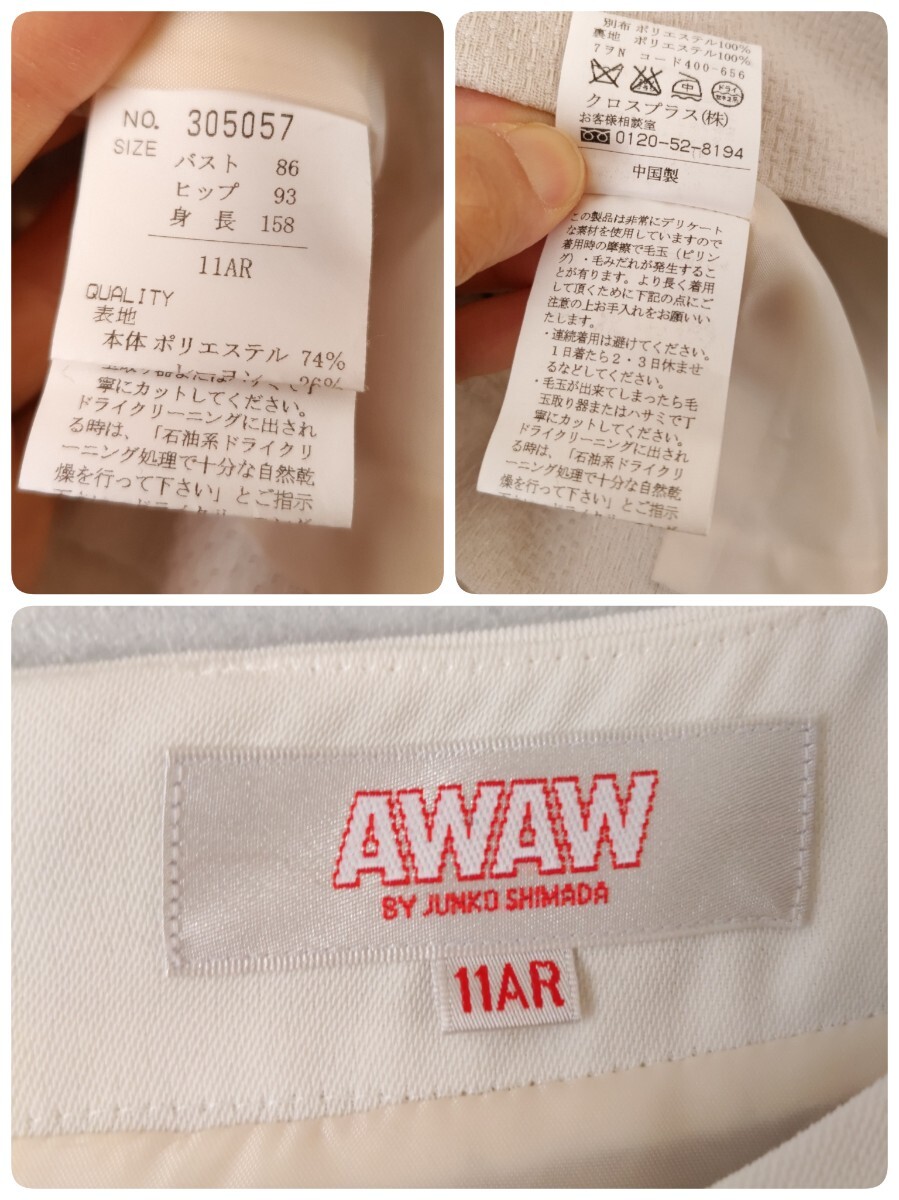 NO. 305057
SIZE
バスト 86
ヒップ 93
身長 158
11AR
QUALITY
表地
本体 ポリエステル 74%
寧にカットしてください。
ドライクリーニングに出され
る時は、「石油系ドライクリ
ーニング処理で十分な自然乾
燥を行って下さい」とご指示
別布 ポリエステル100%
裏地 ポリエステル100%
7ヲN コード400-656
中
ドライ
セキユ系
クロスプラス(株)
お客様相談室
0120-52-8194
中国製
この製品は非常にデリケート
な素材を使用していますので
着用時の摩擦で毛玉(ピリン
グ)・毛みだれが発生するこ
とが有ります。より長く着用
して頂くために下記の点にご
注意の上お手入れをお願いい
たします。
・連続着用は避けてください。
1日着たら2・3日休ませ
るなどしてください。
・毛玉が出来てしまったら毛
玉取り器またはハサミで丁
寧にカットしてください。
ドライクリーニングに出され
る時は、「石油系ドライクリ
ーニング処理で十分な自然乾
燥を行って下さい」とご指示
AWAW
BY JUNKO SHIMADA
11AR